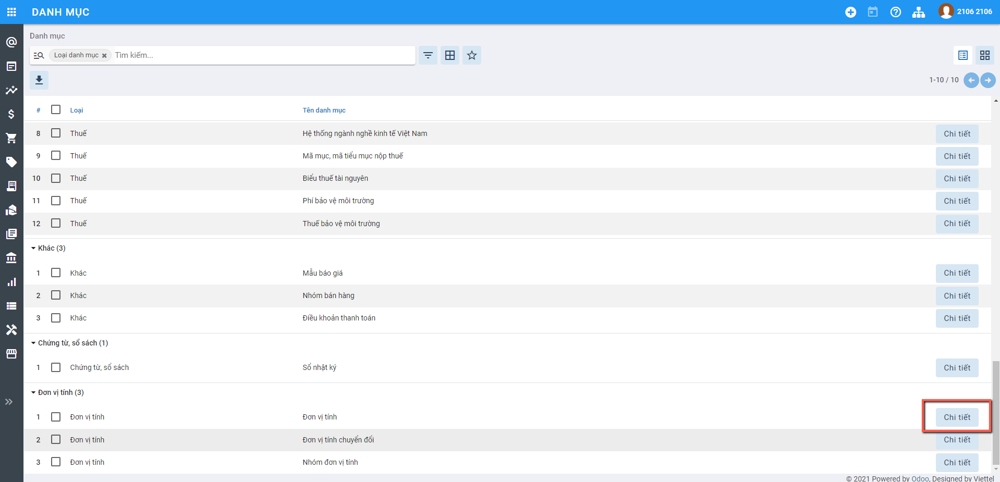 DANH MỤC
2106 2106
Danh mục
Loại danh mục × Tìm kiếm...
1-10 / 10
# Loại Tên danh mục
8 Thuế Hệ thống ngành nghề kinh tế Việt Nam Chi tiết
9 Thuế Mã mục, mã tiểu mục nộp thuế Chi tiết
10 Thuế Biểu thuế tài nguyên Chi tiết
11 Thuế Phí bảo vệ môi trường Chi tiết
12 Thuế Thuế bảo vệ môi trường Chi tiết
Khác (3)
1 Khác Mẫu báo giá Chi tiết
2 Khác Nhóm bán hàng Chi tiết
3 Khác Điều khoản thanh toán Chi tiết
Chứng từ, sổ sách (1)
1 Chứng từ, sổ sách Sổ nhật ký Chi tiết
Đơn vị tính (3)
1 Đơn vị tính Đơn vị tính Chi tiết
2 Đơn vị tính Đơn vị tính chuyển đổi Chi tiết
3 Đơn vị tính Nhóm đơn vị tính Chi tiết
© 2021 Powered by Odoo, Designed by Viettel